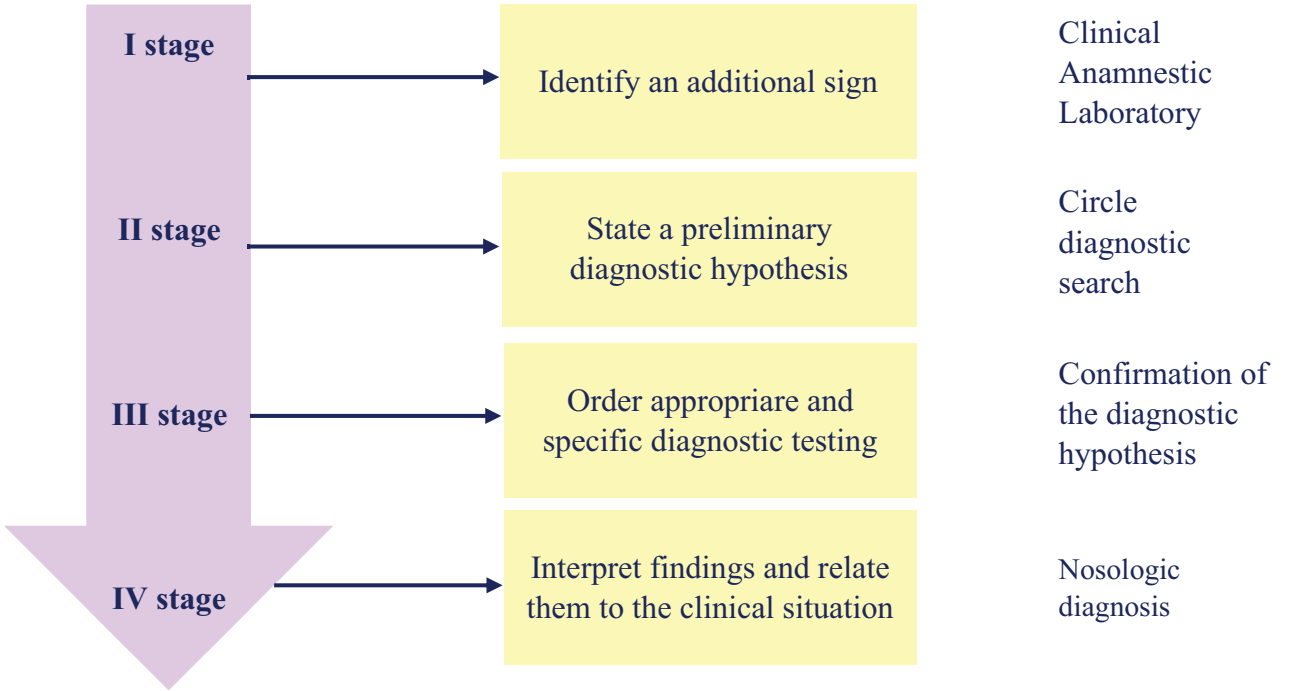 I stage
Identify an additional sign
Clinical
Anamnestic
Laboratory
II stage
State a preliminary
diagnostic hypothesis
Circle
diagnostic
search
III stage
Order appropriare and
specific diagnostic testing
Confirmation of
the diagnostic
hypothesis
IV stage
Interpret findings and relate
them to the clinical situation
Nosologic
diagnosis